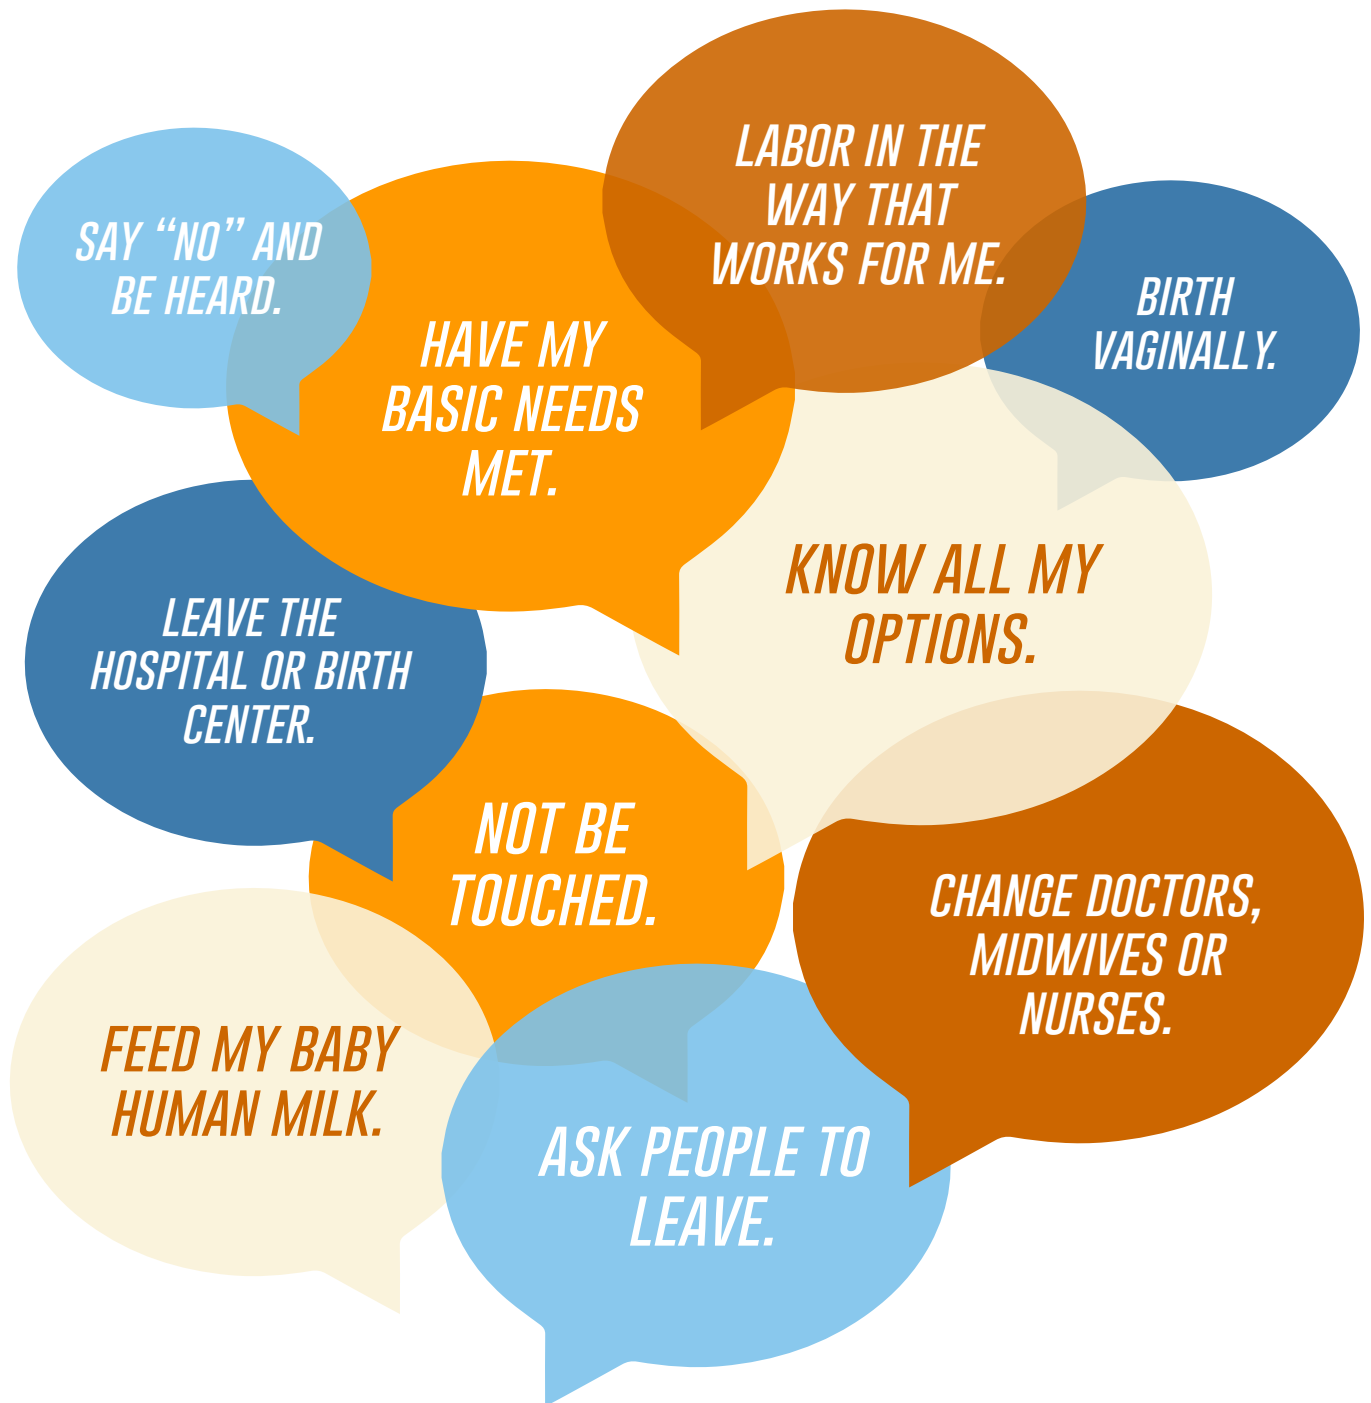 LABOR IN THE
WAY THAT
WORKS FOR ME.
SAY “NO” AND
BE HEARD.
HAVE MY
BASIC NEEDS
MET.
BIRTH
VAGINALLY.
KNOW ALL MY
OPTIONS.
LEAVE THE
HOSPITAL OR BIRTH
CENTER.
NOT BE
TOUCHED.
CHANGE DOCTORS,
MIDWIVES OR
NURSES.
FEED MY BABY
HUMAN MILK.
ASK PEOPLE TO
LEAVE.